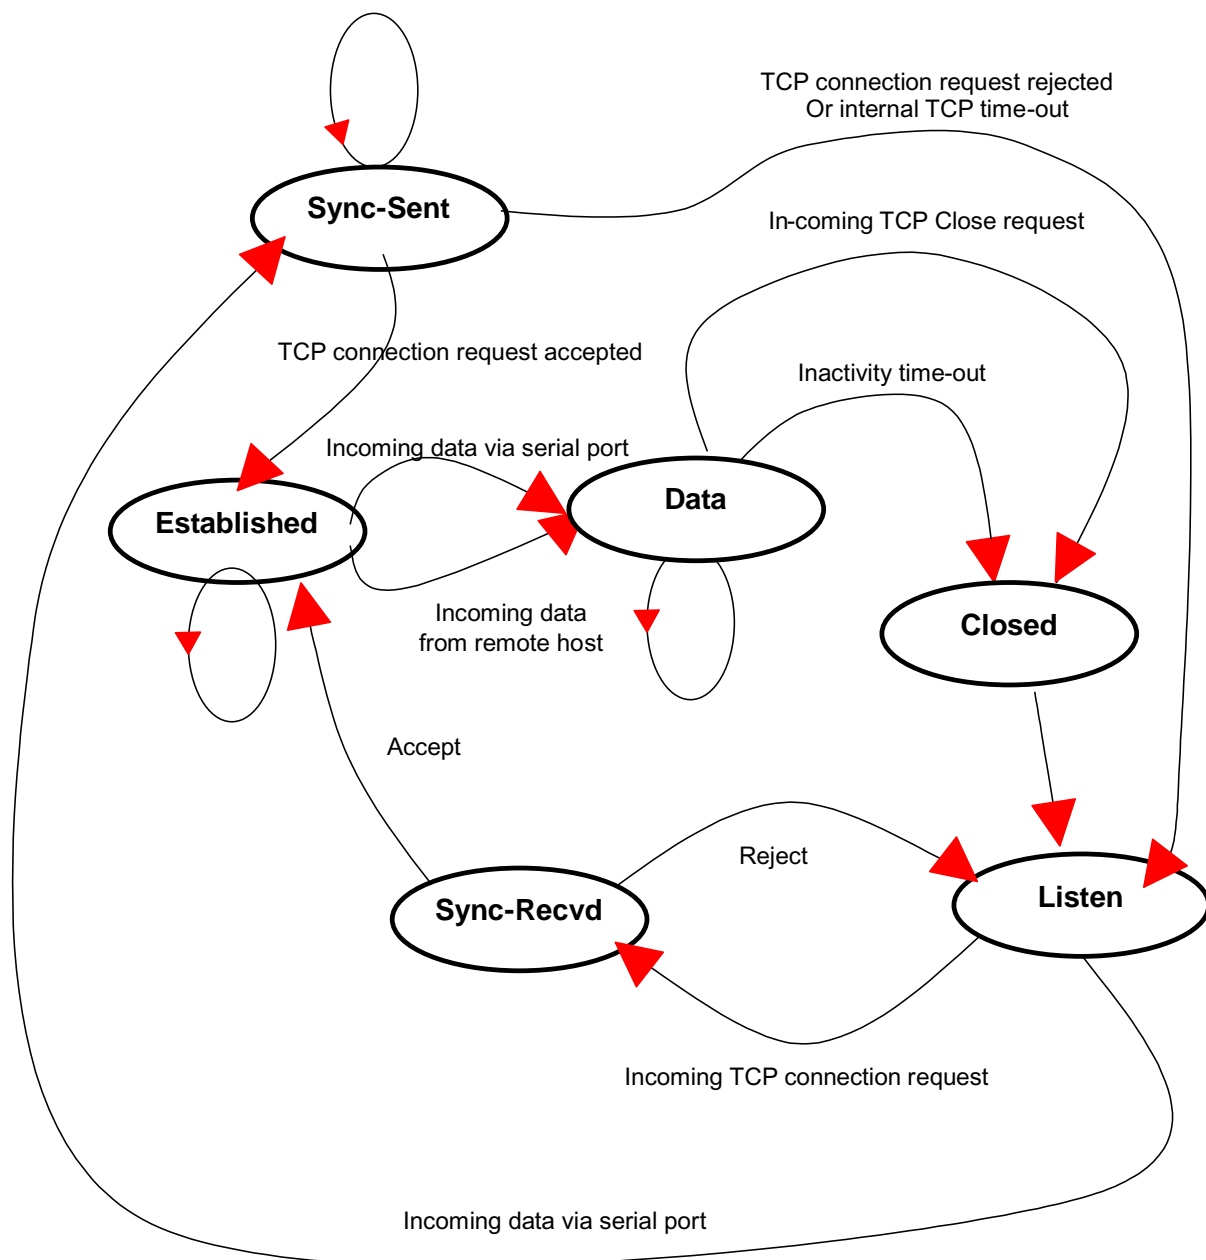 TCP connection request rejected
Or internal TCP time-out
Sync-Sent
In-coming TCP Close request
TCP connection request accepted
Inactivity time-out
Incoming data via serial port
Data
Established
Incoming data
from remote host
Closed
Accept
Reject
Sync-Recvd
Listen
Incoming TCP connection request
Incoming data via serial port